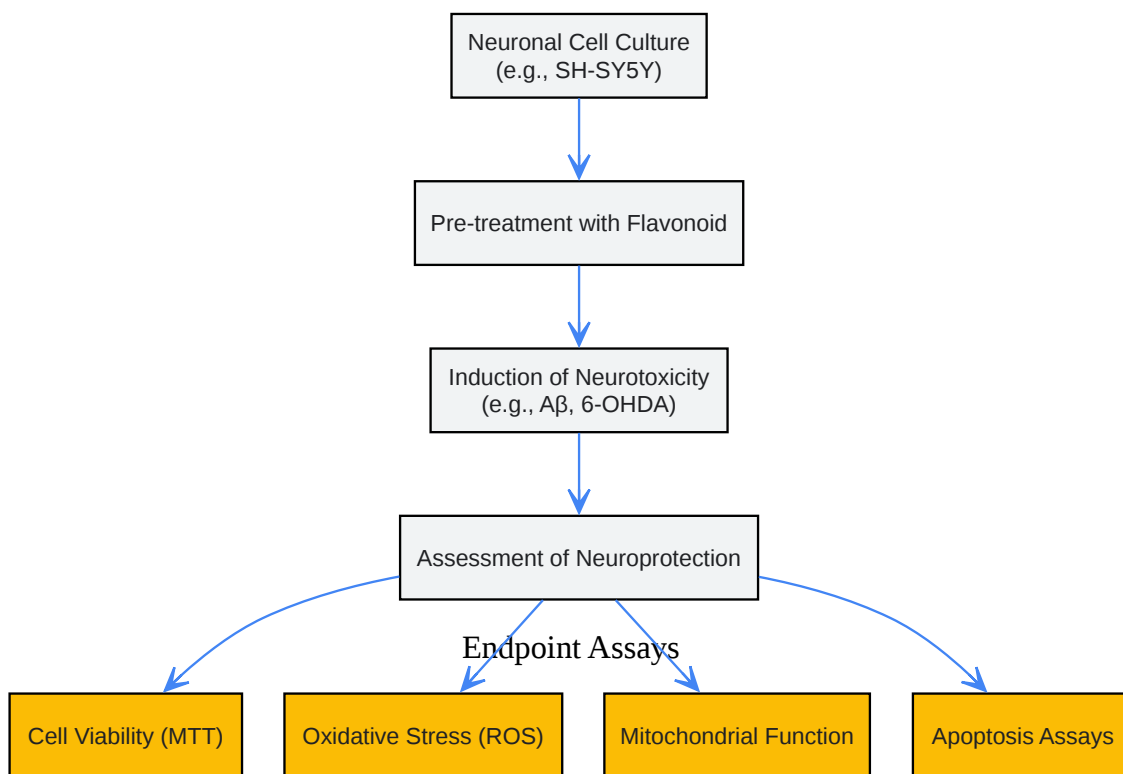 Neuronal Cell Culture
(e.g., SH-SY5Y)
Pre-treatment with Flavonoid
Induction of Neurotoxicity
(e.g., Aβ, 6-OHDA)
Assessment of Neuroprotection
Endpoint Assays
Cell Viability (MTT)
Oxidative Stress (ROS)
Mitochondrial Function
Apoptosis Assays